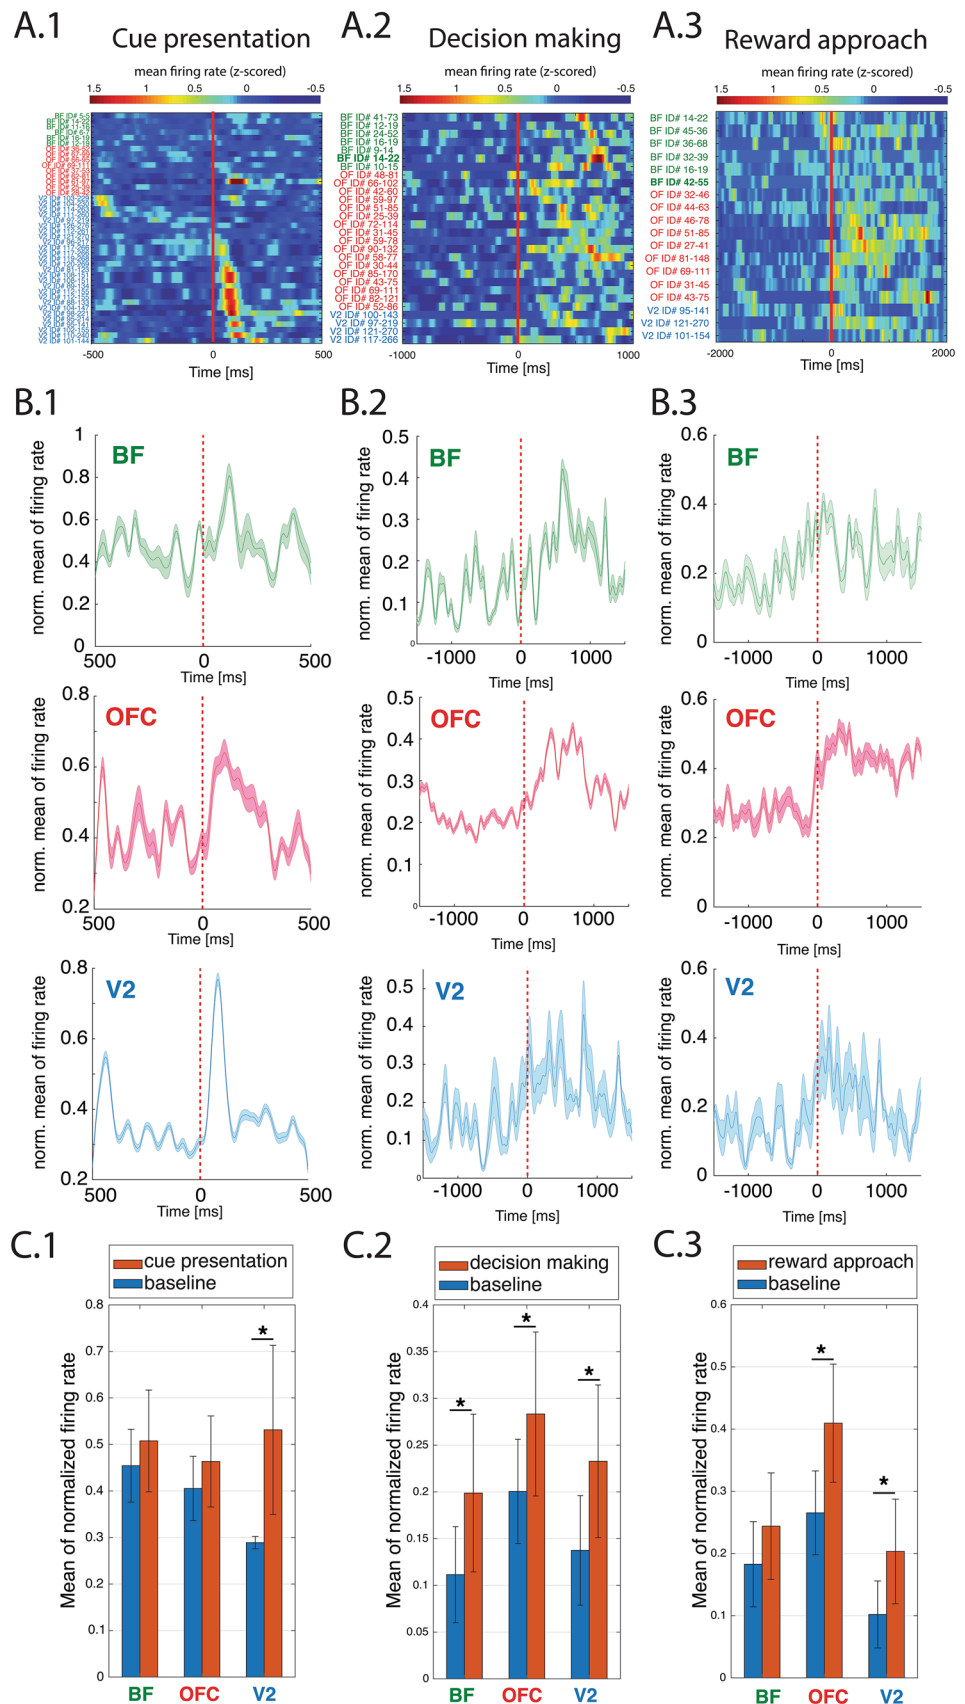 A.1 Cue presentation
A.2 Decision making
A.3 Reward approach
mean firing rate (z-scored)
1.5 1 0.5 0 -0.5
mean firing rate (z-scored)
1.5 1 0.5 0 -0.5
mean firing rate (z-scored)
1.5 1 0.5 0 -0.5
V2 ID# 101-144
-500 0 500
Time [ms]
BF ID# 41-73
BF ID# 12-19
BF ID# 24-52
BF ID# 16-19
BF ID# 9-14
BF ID# 14-22
BF ID# 10-15
OF ID# 48-81
OF ID# 66-102
OF ID# 42-60
OF ID# 59-97
OF ID# 51-85
OF ID# 25-39
OF ID# 72-114
OF ID# 31-45
OF ID# 59-78
OF ID# 90-132
OF ID# 58-77
OF ID# 30-44
OF ID# 85-170
OF ID# 43-75
OF ID# 69-111
OF ID# 82-121
OF ID# 52-86
V2 ID# 100-143
V2 ID# 97-219
V2 ID# 121-270
V2 ID# 117-266
-1000 0 1000
Time [ms]
BF ID# 14-22
BF ID# 45-36
BF ID# 36-68
BF ID# 32-39
BF ID# 16-19
BF ID# 42-55
OF ID# 32-46
OF ID# 44-63
OF ID# 46-78
OF ID# 51-85
OF ID# 27-41
OF ID# 81-148
OF ID# 69-111
OF ID# 31-45
OF ID# 43-75
V2 ID# 95-141
V2 ID# 121-270
V2 ID# 101-154
-2000 0 2000
Time [ms]
B.1
BF
norm. mean of firing rate
1
0.8
0.6
0.4
0.2
0
500 0 500
Time [ms]
B.2
BF
norm. mean of firing rate
0.5
0.4
0.3
0.2
0.1
0
-1000 0 1000
Time [ms]
B.3
BF
norm. mean of firing rate
0.6
0.4
0.2
0
-1000 0 1000
Time [ms]
OFC
norm. mean of firing rate
0.8
0.6
0.4
0.2
500 0 500
Time [ms]
OFC
norm. mean of firing rate
0.5
0.4
0.3
0.2
0.1
0
-1000 0 1000
Time [ms]
OFC
norm. mean of firing rate
0.6
0.4
0.2
0
-1000 0 1000
Time [ms]
V2
norm. mean of firing rate
0.8
0.6
0.4
0.2
500 0 500
Time [ms]
V2
norm. mean of firing rate
0.5
0.4
0.3
0.2
0.1
0
-1000 0 1000
Time [ms]
V2
norm. mean of firing rate
0.6
0.4
0.2
0
-1000 0 1000
Time [ms]
C.1
cue presentation
baseline
Mean of normalized firing rate
0.8
0.7
0.6
0.5
0.4
0.3
0.2
0.1
0
*
BF OFC V2
C.2
decision making
baseline
Mean of normalized firing rate
0.4
0.35
0.3
0.25
0.2
0.15
0.1
0.05
0
* * *
BF OFC V2
C.3
reward approach
baseline
Mean of normalized firing rate
0.6
0.5
0.4
0.3
0.2
0.1
0
* *
BF OFC V2